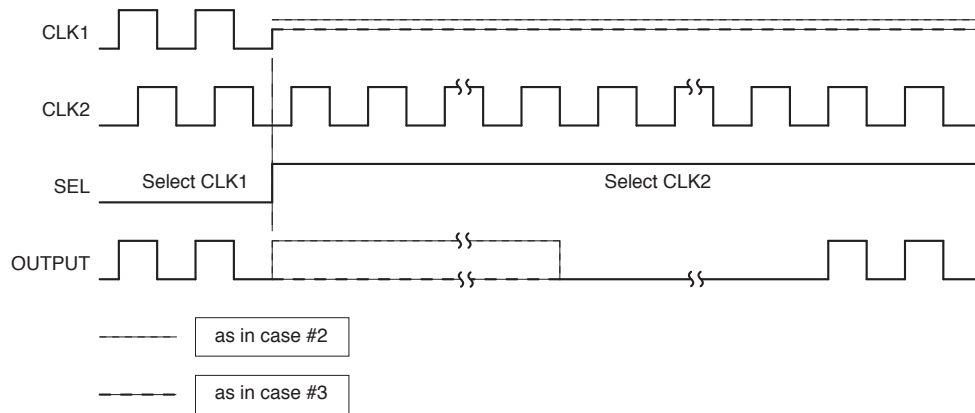 CLK1
CLK2
SEL
Select CLK1
Select CLK2
OUTPUT
as in case #2
as in case #3